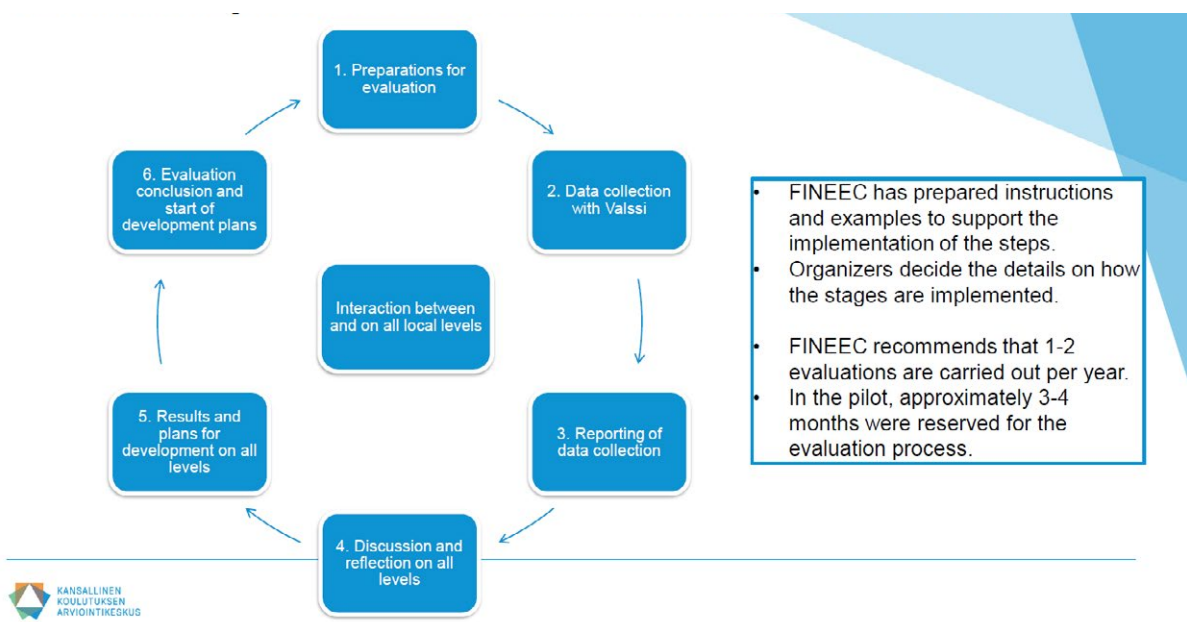 1. Preparations for
evaluation
2. Data collection
with Valssi
3. Reporting of
data collection
4. Discussion and
reflection on all
levels
5. Results and
plans for
development on all
levels
6. Evaluation
conclusion and
start of
development plans
Interaction between
and on all local levels
• FINEEC has prepared instructions
and examples to support the
implementation of the steps.
• Organizers decide the details on how
the stages are implemented.
• FINEEC recommends that 1-2
evaluations are carried out per year.
• In the pilot, approximately 3-4
months were reserved for the
evaluation process.
KANSALLINEN
KOULUTUKSEN
ARVIOINTIKESKUS